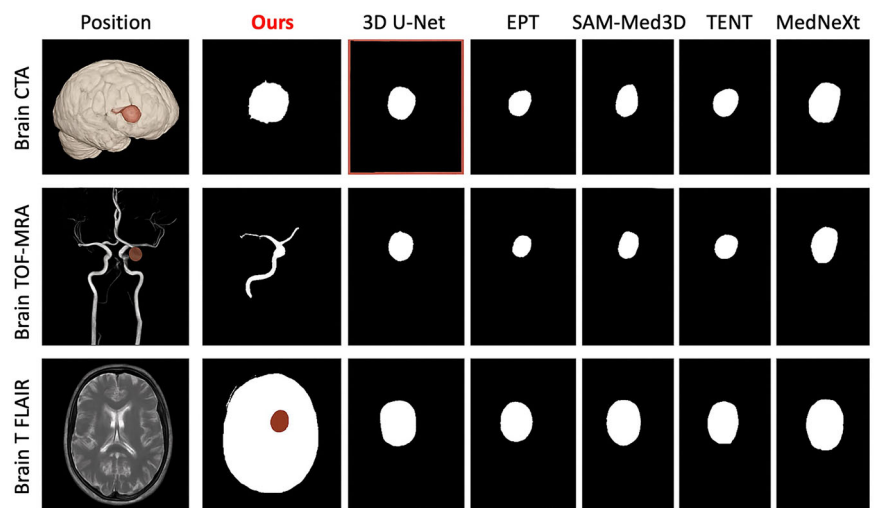 Position Ours 3D U-Net EPT SAM-Med3D TENT MedNeXt
Brain CTA
Brain TOF-MRA
Brain T FLAIR